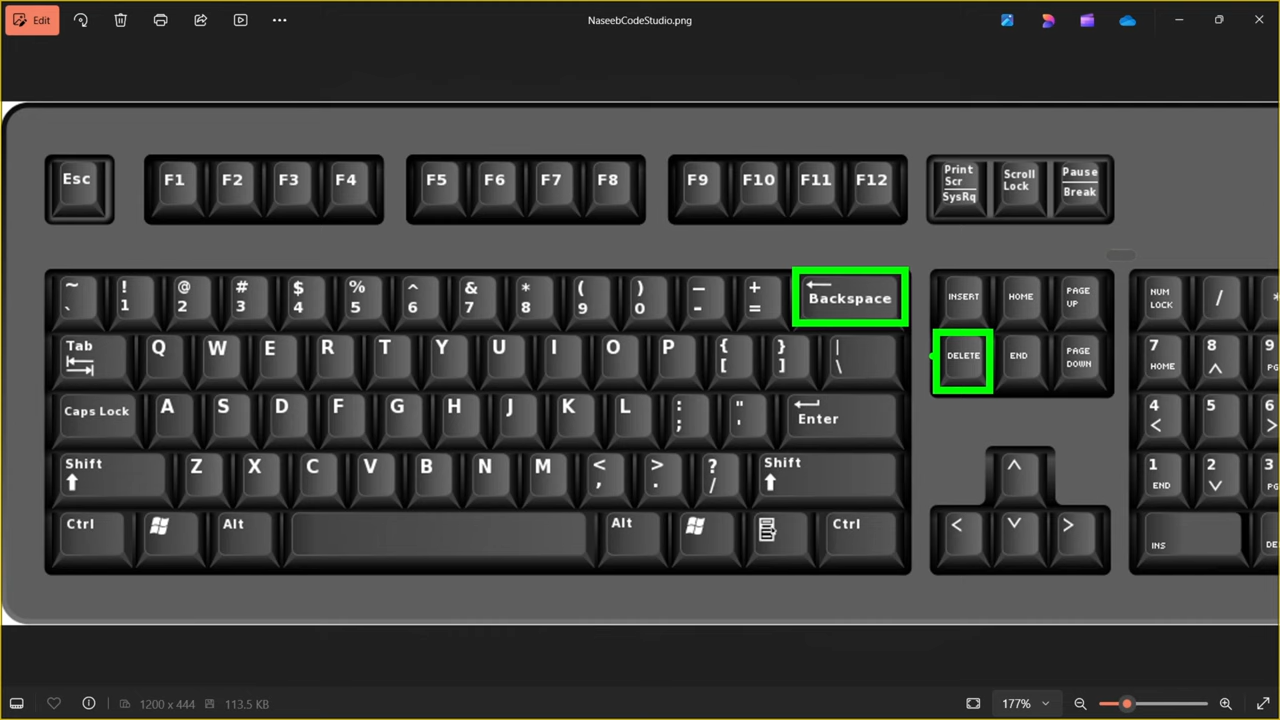 Edit
NaseebCodeStudio.png
Esc F1 F2 F3 F4 F5 F6 F7 F8 F9 F10 F11 F12
Print
Scr
SysRq
Scroll
Lock
Pause
Break
~ ! @ # $ % ^ & * ( ) _ +
` 1 2 3 4 5 6 7 8 9 0 - =
Backspace
INSERT HOME
PAGE
UP
NUM
LOCK
/ *
Tab Q W E R T Y U I O P { } |
[ ] \
DELETE END
PAGE
DOWN
7 8 9
HOME ^ PG
Caps Lock A S D F G H J K L : "
; '
Enter
4 5 6
< >
Shift Z X C V B N M < > ? Shift
, . /
^
1 2 3
END v PG
Ctrl Alt Alt Ctrl
< v >
INS DE
1200 x 444 113.5 KB
177%